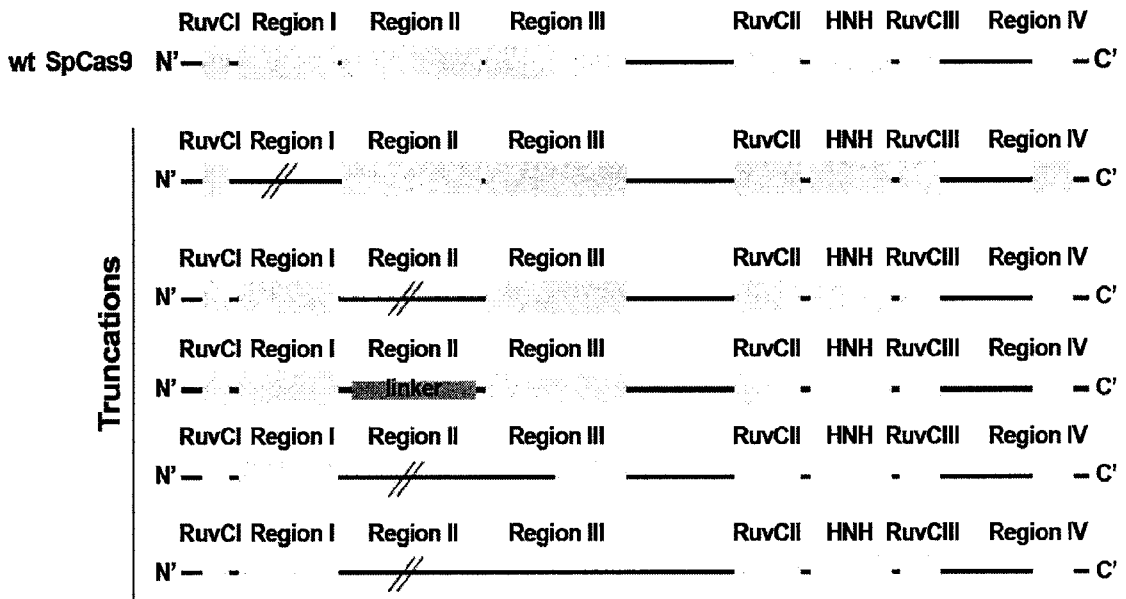 RuvCI Region I Region II Region III RuvCII HNH RuvCIII Region IV
wt SpCas9 N' C'
Truncations
RuvCI Region I Region II Region III RuvCII HNH RuvCIII Region IV
N' C'
RuvCI Region I Region II Region III RuvCII HNH RuvCIII Region IV
N' C'
RuvCI Region I Region II Region III RuvCII HNH RuvCIII Region IV
N' linker C'
RuvCI Region I Region II Region III RuvCII HNH RuvCIII Region IV
N' C'
RuvCI Region I Region II Region III RuvCII HNH RuvCIII Region IV
N' C'